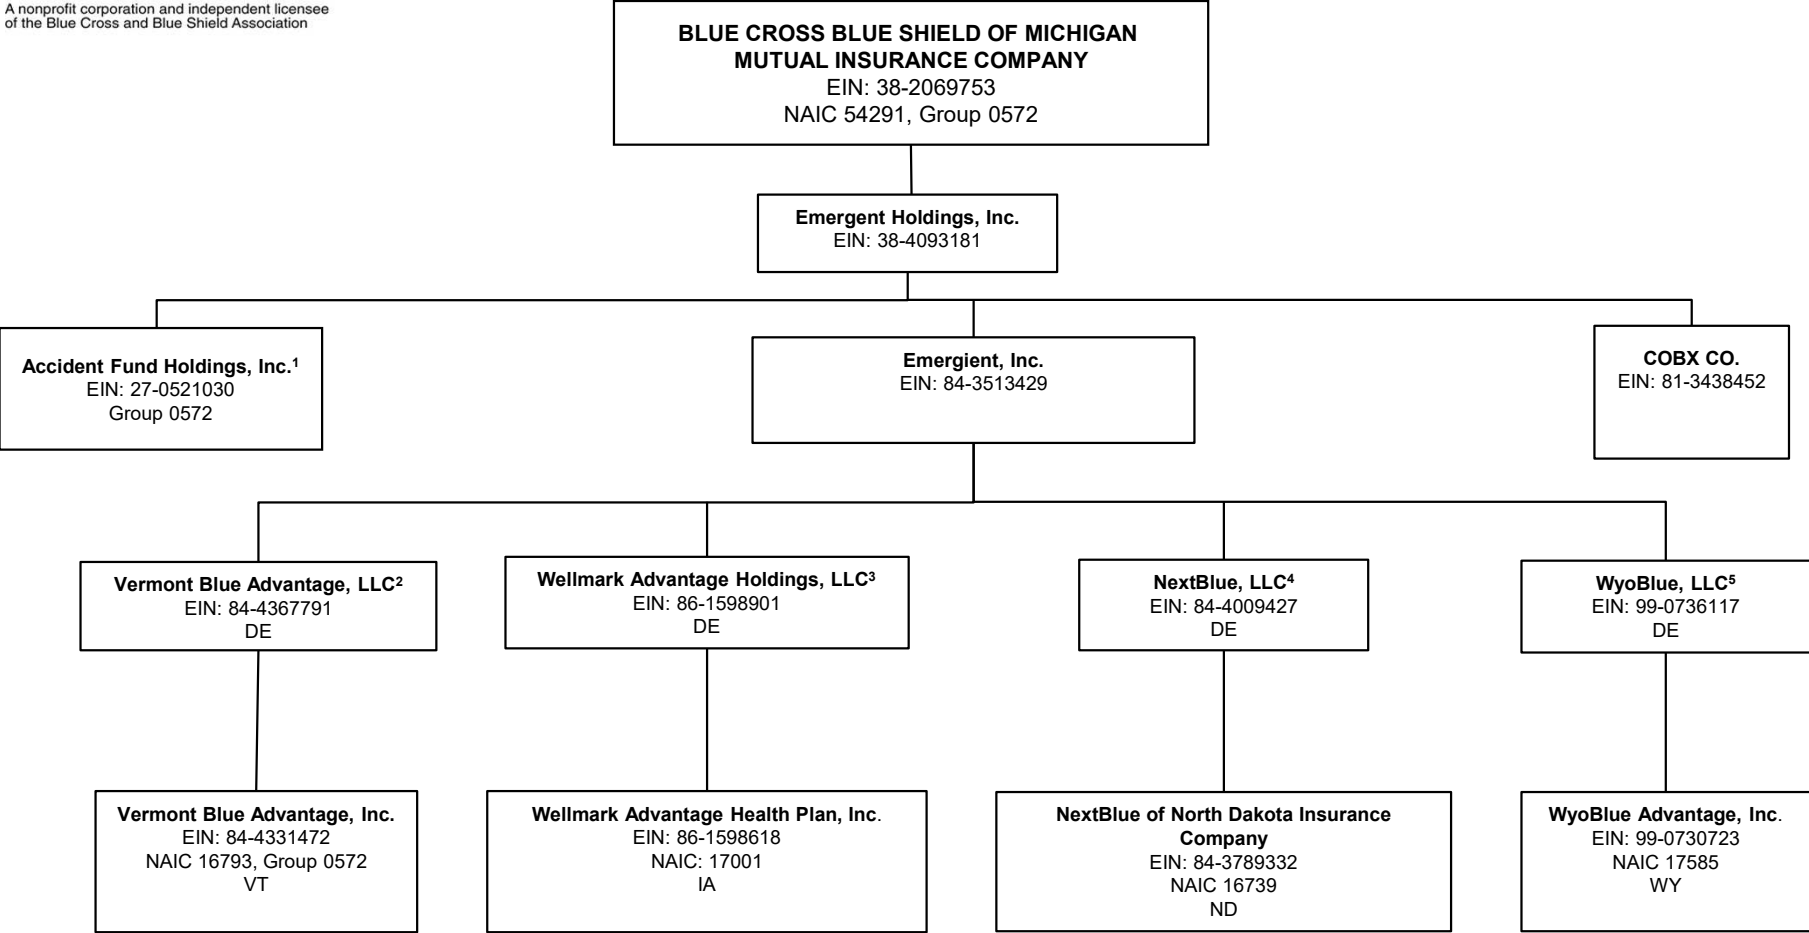 A nonprofit corporation and independent licensee
of the Blue Cross and Blue Shield Association
BLUE CROSS BLUE SHIELD OF MICHIGAN
MUTUAL INSURANCE COMPANY
EIN: 38-2069753
NAIC 54291, Group 0572
Emergent Holdings, Inc.
EIN: 38-4093181
Accident Fund Holdings, Inc.¹
EIN: 27-0521030
Group 0572
Emergient, Inc.
EIN: 84-3513429
COBX CO.
EIN: 81-3438452
Vermont Blue Advantage, LLC²
EIN: 84-4367791
DE
Wellmark Advantage Holdings, LLC³
EIN: 86-1598901
DE
NextBlue, LLC⁴
EIN: 84-4009427
DE
WyoBlue, LLC⁵
EIN: 99-0736117
DE
Vermont Blue Advantage, Inc.
EIN: 84-4331472
NAIC 16793, Group 0572
VT
Wellmark Advantage Health Plan, Inc.
EIN: 86-1598618
NAIC: 17001
IA
NextBlue of North Dakota Insurance
Company
EIN: 84-3789332
NAIC 16739
ND
WyoBlue Advantage, Inc.
EIN: 99-0730723
NAIC 17585
WY